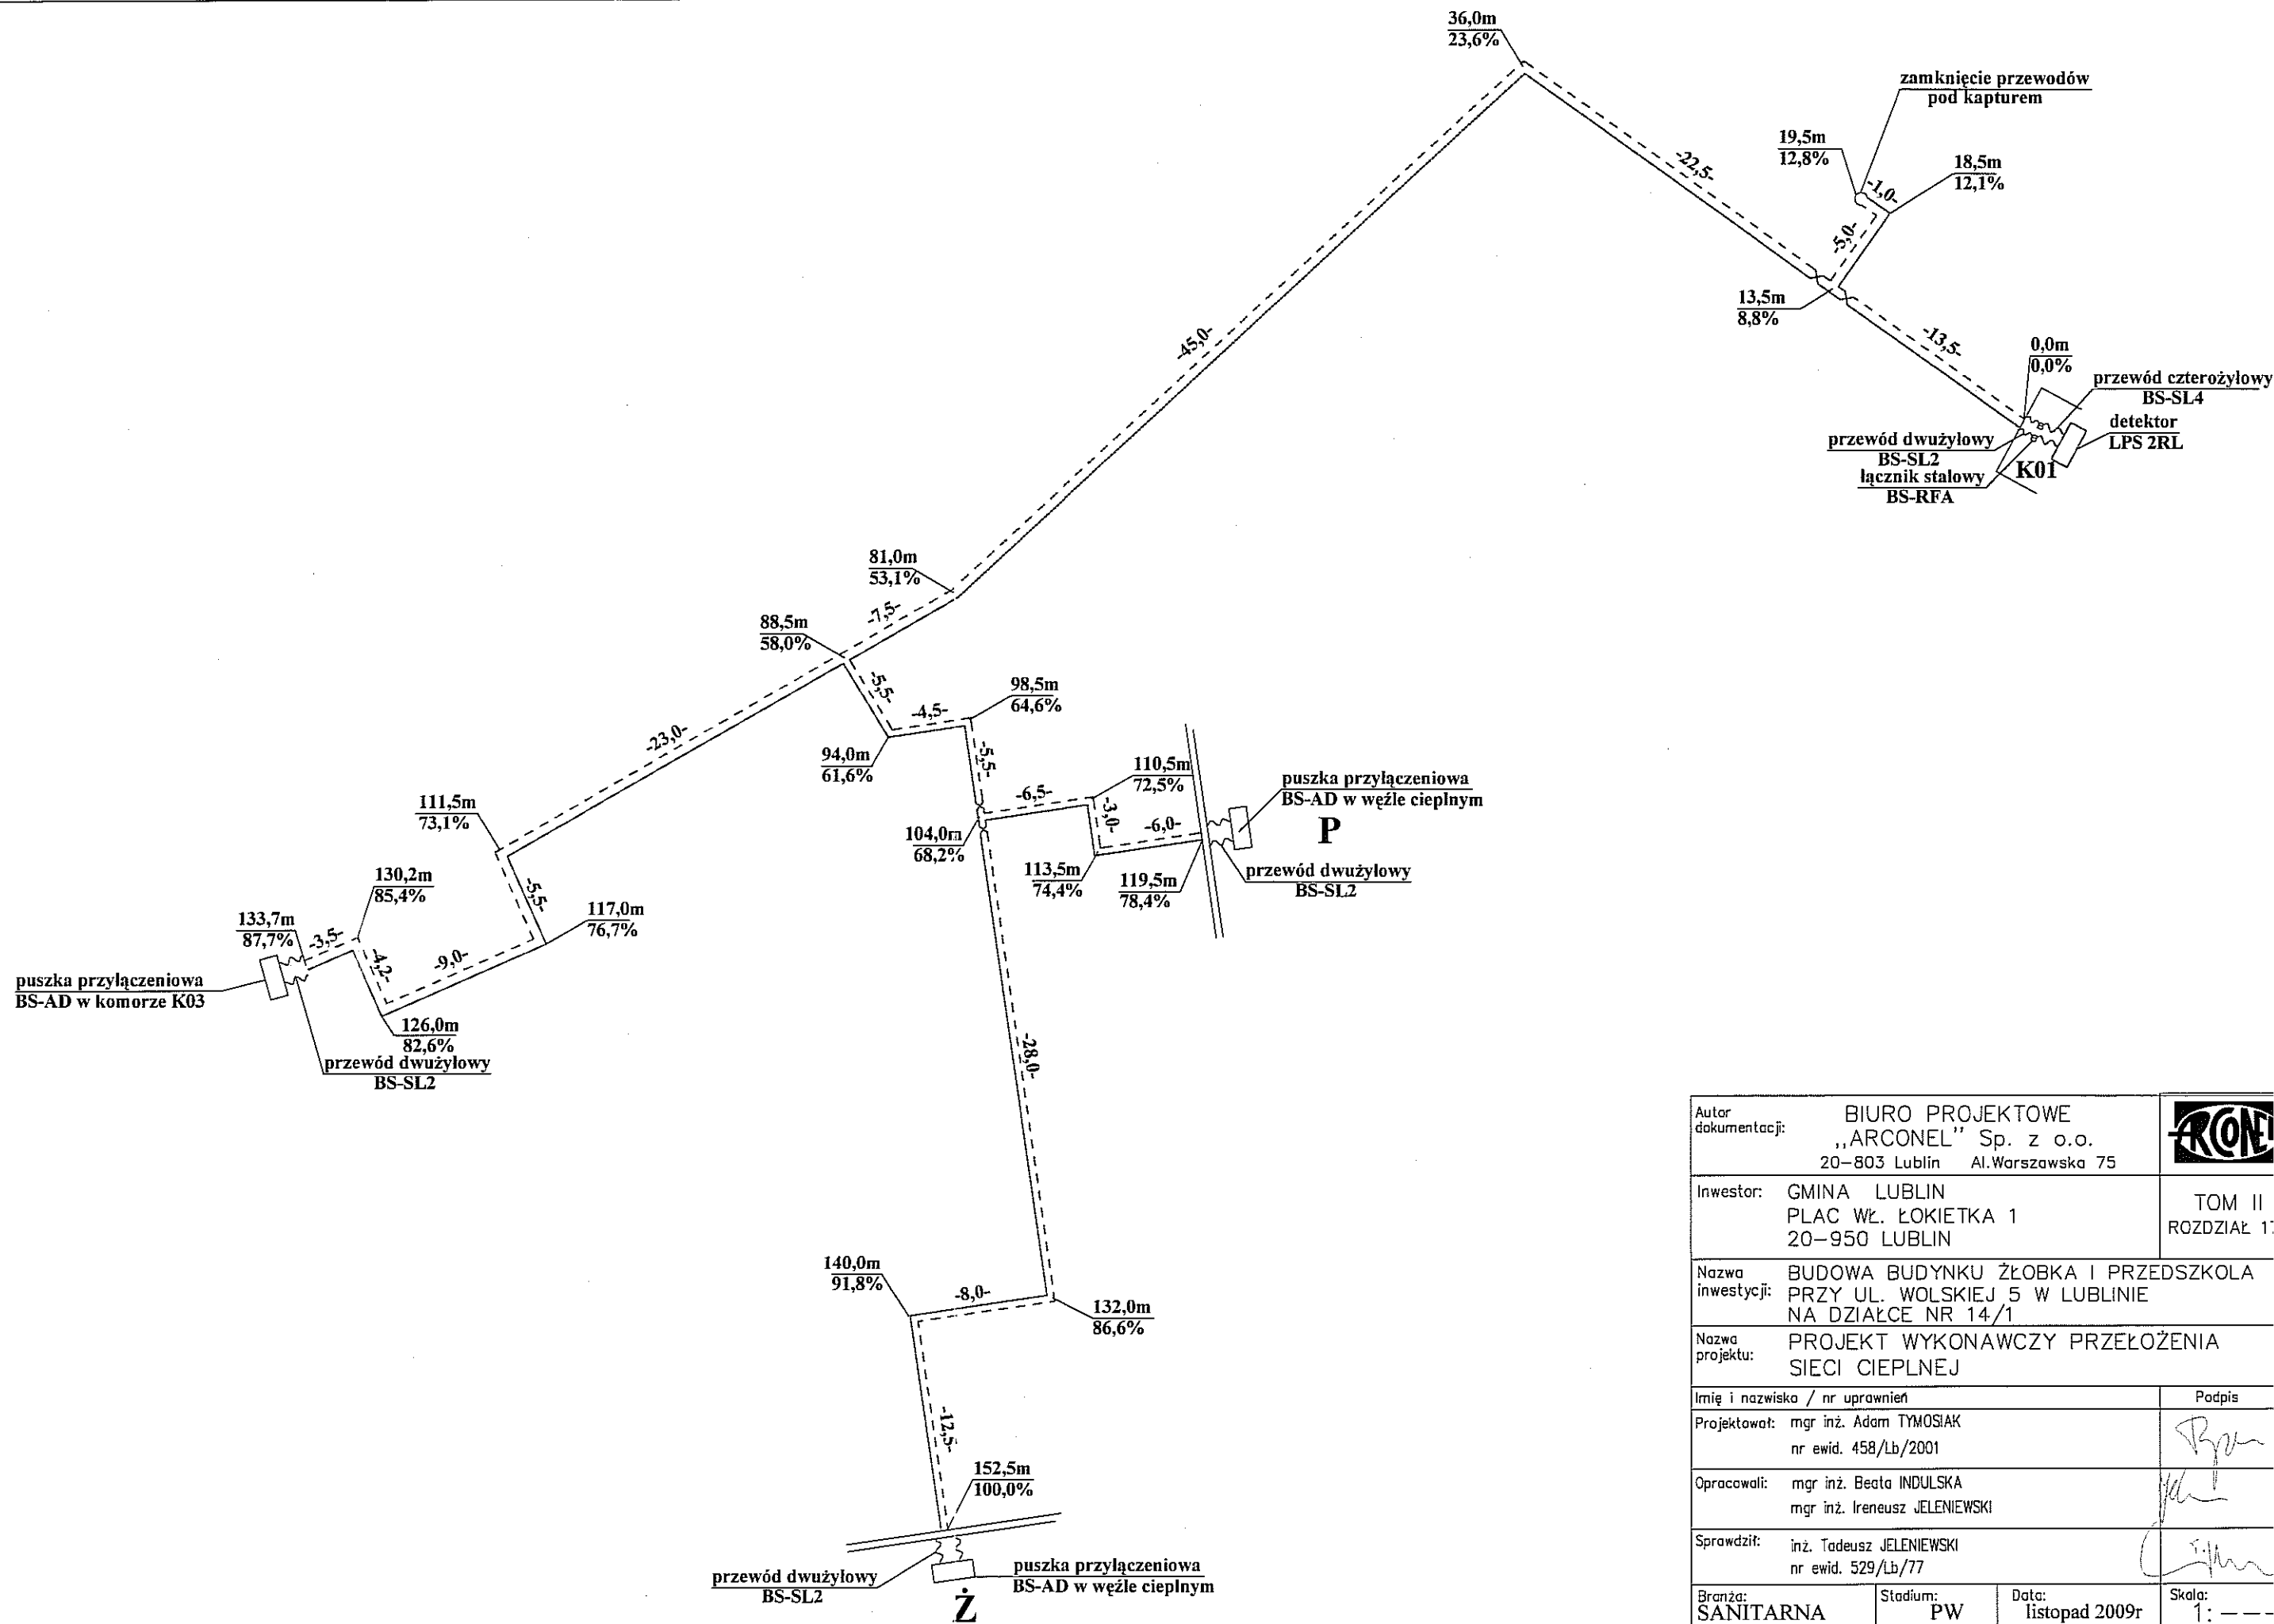 36,0m
23,6%
zamknięcie przewodów
pod kapturem
19,5m
12,8%
18,5m
12,1%
-1,0-
-5,0-
-22,5-
13,5m
8,8%
-13,5-
0,0m
0,0%
przewód czterożyłowy
BS-SL4
detektor
LPS 2RL
przewód dwużyłowy
BS-SL2
łącznik stalowy
BS-RFA
K01
-45,0-
81,0m
53,1%
-7,5-
88,5m
58,0%
-5,5-
-4,5-
98,5m
64,6%
94,0m
61,6%
-5,5-
-23,0-
110,5m
72,5%
-6,5-
-3,0-
-6,0-
104,0m
68,2%
113,5m
74,4%
119,5m
78,4%
puszka przyłączeniowa
BS-AD w węźle cieplnym
P
przewód dwużyłowy
BS-SL2
111,5m
73,1%
-5,5-
130,2m
85,4%
117,0m
76,7%
133,7m
87,7%
-3,5-
-4,2-
-9,0-
puszka przyłączeniowa
BS-AD w komorze K03
126,0m
82,6%
przewód dwużyłowy
BS-SL2
-28,0-
140,0m
91,8%
-8,0-
132,0m
86,6%
-12,5-
152,5m
100,0%
przewód dwużyłowy
BS-SL2
puszka przyłączeniowa
BS-AD w węźle cieplnym
Ż
Autor
dokumentacji:
BIURO PROJEKTOWE
,,ARCONEL'' Sp. z o.o.
20-803 Lublin Al.Warszawska 75
ARCONE
Inwestor:
GMINA LUBLIN
PLAC WŁ. ŁOKIETKA 1
20-950 LUBLIN
TOM II
ROZDZIAŁ
Nazwa
inwestycji:
BUDOWA BUDYNKU ŻŁOBKA I PRZEDSZKOLA
PRZY UL. WOLSKIEJ 5 W LUBLINIE
NA DZIAŁCE NR 14/1
Nazwa
projektu:
PROJEKT WYKONAWCZY PRZEŁOŻENIA
SIECI CIEPLNEJ
Imię i nazwisko / nr uprawnień
Podpis
Projektował: mgr inż. Adam TYMOSIAK
nr ewid. 458/Lb/2001
Opracowali: mgr inż. Beata INDULSKA
mgr inż. Ireneusz JELENIEWSKI
Sprawdził: inż. Tadeusz JELENIEWSKI
nr ewid. 529/Lb/77
Branża:
SANITARNA
Stadium:
PW
Data:
listopad 2009r
Skala:
1: – – –